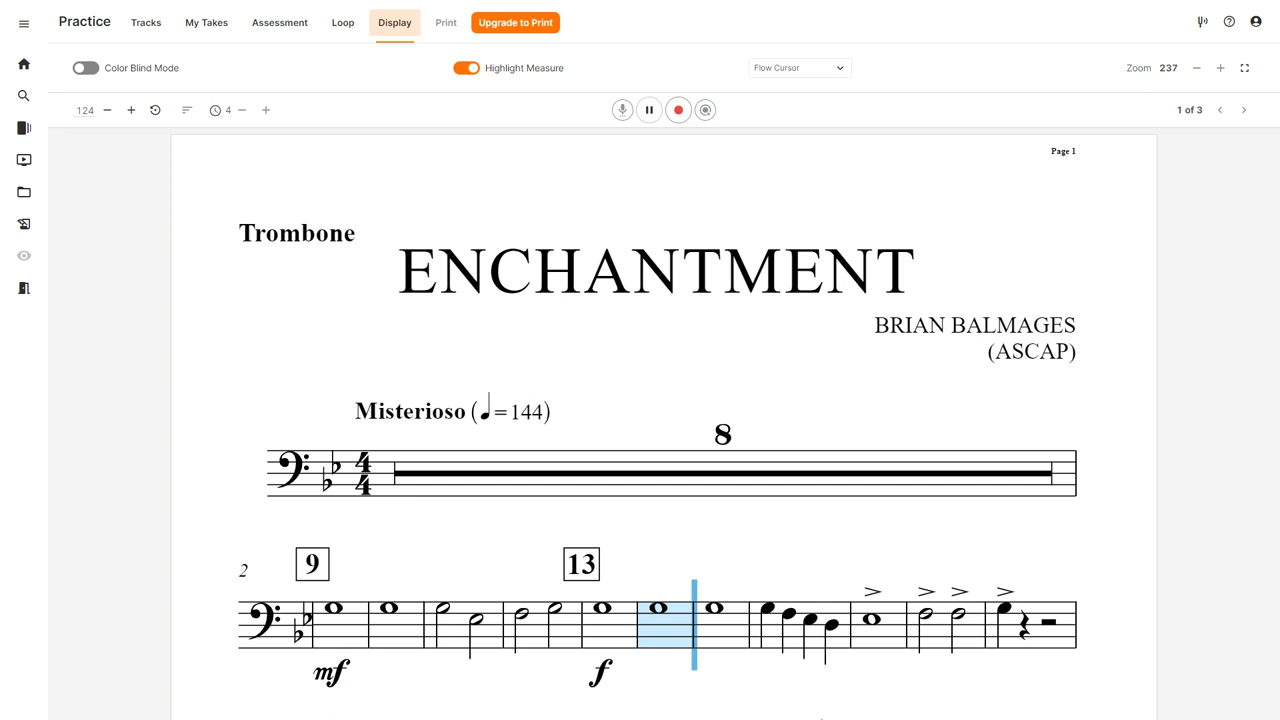 Practice Tracks My Takes Assessment Loop Display Print Upgrade to Print
Color Blind Mode Highlight Measure Flow Cursor Zoom 237
124 4 1 of 3
Page 1
Trombone
ENCHANTMENT
BRIAN BALMAGES
(ASCAP)
Misterioso (♩=144)
8
4
4
2 9 13
mf f